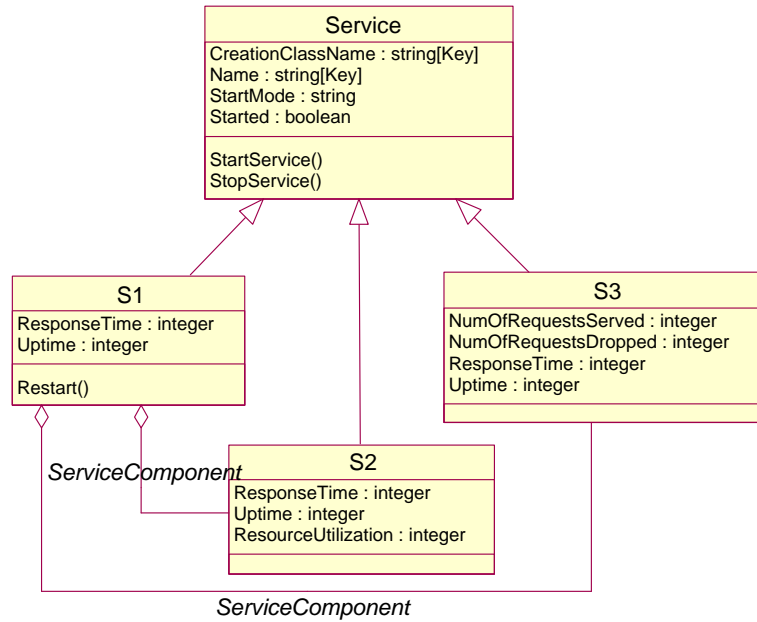 Service
CreationClassName : string[Key]
Name : string[Key]
StartMode : string
Started : boolean
StartService()
StopService()
S1
ResponseTime : integer
Uptime : integer
Restart()
S3
NumOfRequestsServed : integer
NumOfRequestsDropped : integer
ResponseTime : integer
Uptime : integer
ServiceComponent
S2
ResponseTime : integer
Uptime : integer
ResourceUtilization : integer
ServiceComponent